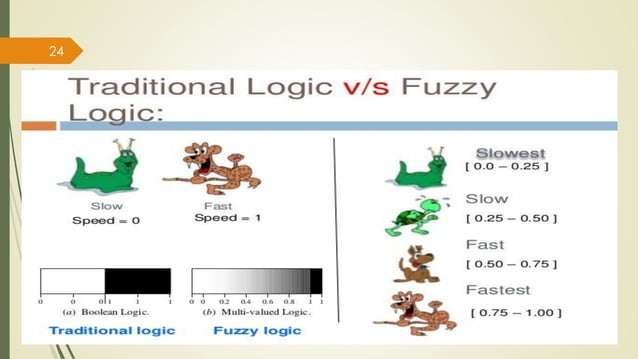 24
Traditional Logic v/s Fuzzy
Logic:
Slow
Speed = 0
Fast
Speed = 1
0 0 0 1 1 1
(a) Boolean Logic.
Traditional logic
0 0.2 0.4 0.6 0.8 1 1
(b) Multi-valued Logic.
Fuzzy logic
Slowest
[ 0.0 – 0.25 ]
Slow
[ 0.25 – 0.50 ]
Fast
[ 0.50 – 0.75 ]
Fastest
[ 0.75 – 1.00 ]